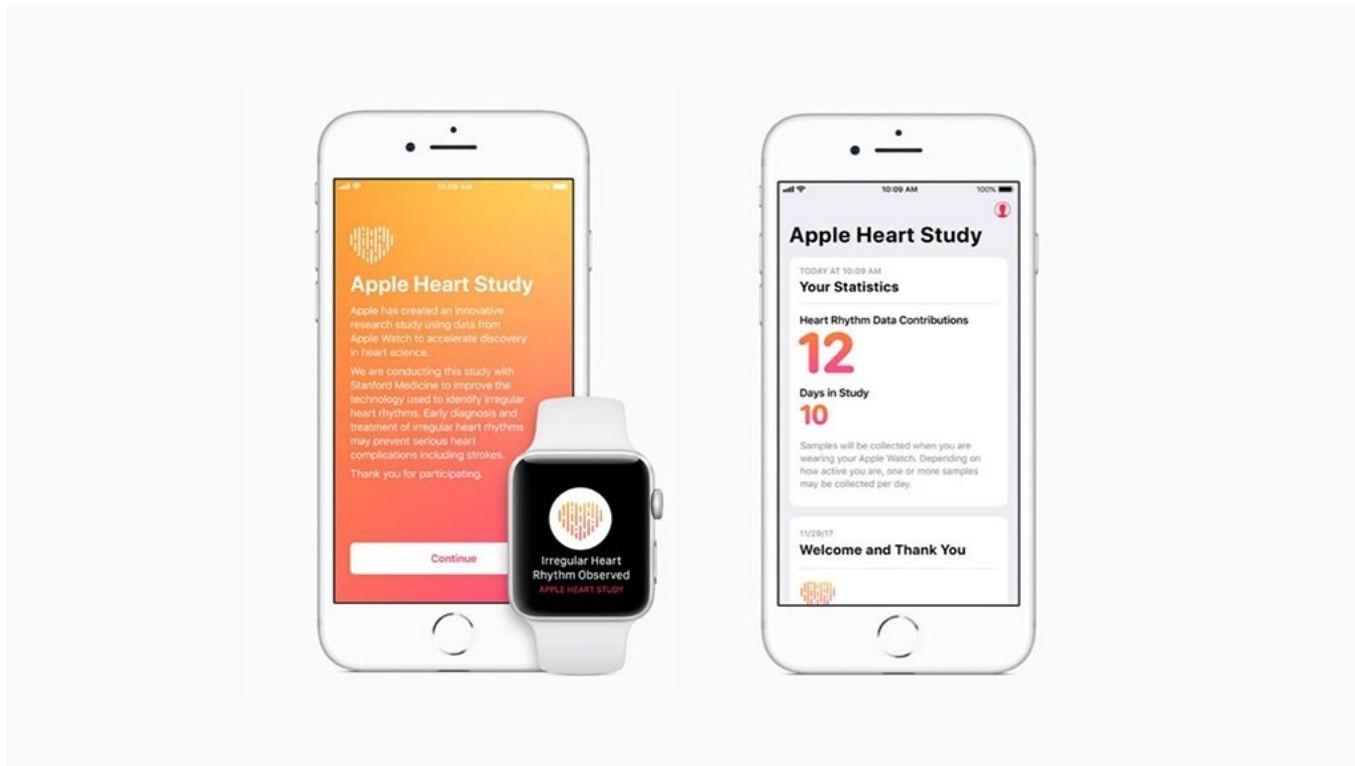 10:09 AM
100%
Apple Heart Study
Apple has created an innovative
research study using data from
Apple Watch to accelerate discovery
in heart science.
We are conducting this study with
Stanford Medicine to improve the
technology used to identify irregular
heart rhythms. Early diagnosis and
treatment of irregular heart rhythms
may prevent serious heart
complications including strokes.
Thank you for participating.
Continue
Irregular Heart
Rhythm Observed
APPLE HEART STUDY
10:09 AM
100%
Apple Heart Study
TODAY AT 10:09 AM
Your Statistics
Heart Rhythm Data Contributions
12
Days in Study
10
Samples will be collected when you are
wearing your Apple Watch. Depending on
how active you are, one or more samples
may be collected per day.
11/29/17
Welcome and Thank You